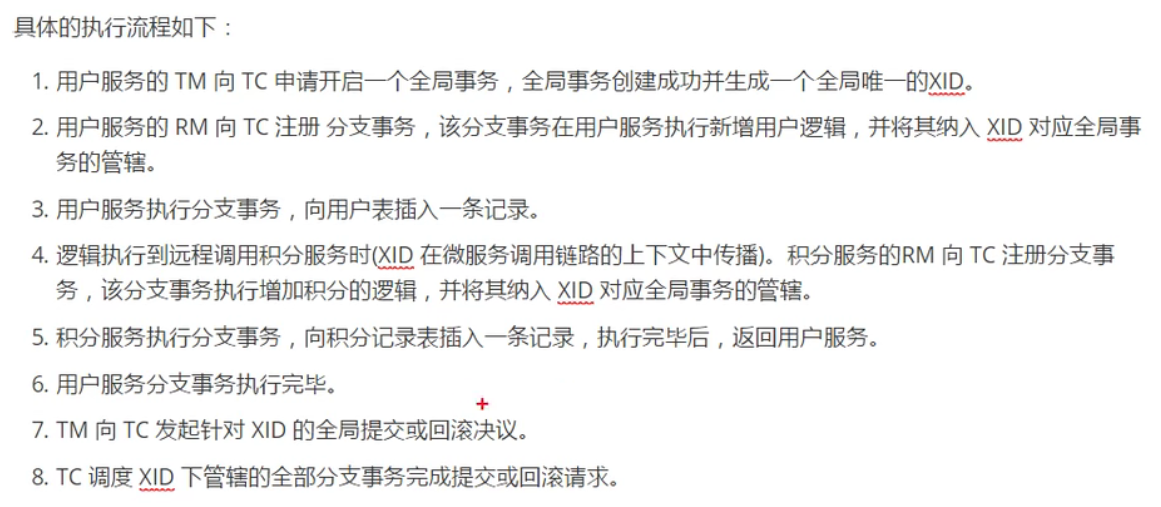 具体的执行流程如下：
1. 用户服务的 TM 向 TC 申请开启一个全局事务，全局事务创建成功并生成一个全局唯一的XID。
2. 用户服务的 RM 向 TC 注册 分支事务，该分支事务在用户服务执行新增用户逻辑，并将其纳入 XID 对应全局事
务的管辖。
3. 用户服务执行分支事务，向用户表插入一条记录。
4. 逻辑执行到远程调用积分服务时(XID 在微服务调用链路的上下文中传播)。积分服务的RM 向 TC 注册分支事
务，该分支事务执行增加积分的逻辑，并将其纳入 XID 对应全局事务的管辖。
5. 积分服务执行分支事务，向积分记录表插入一条记录，执行完毕后，返回用户服务。
6. 用户服务分支事务执行完毕。
7. TM 向 TC 发起针对 XID 的全局提交或回滚决议。
8. TC 调度 XID 下管辖的全部分支事务完成提交或回滚请求。